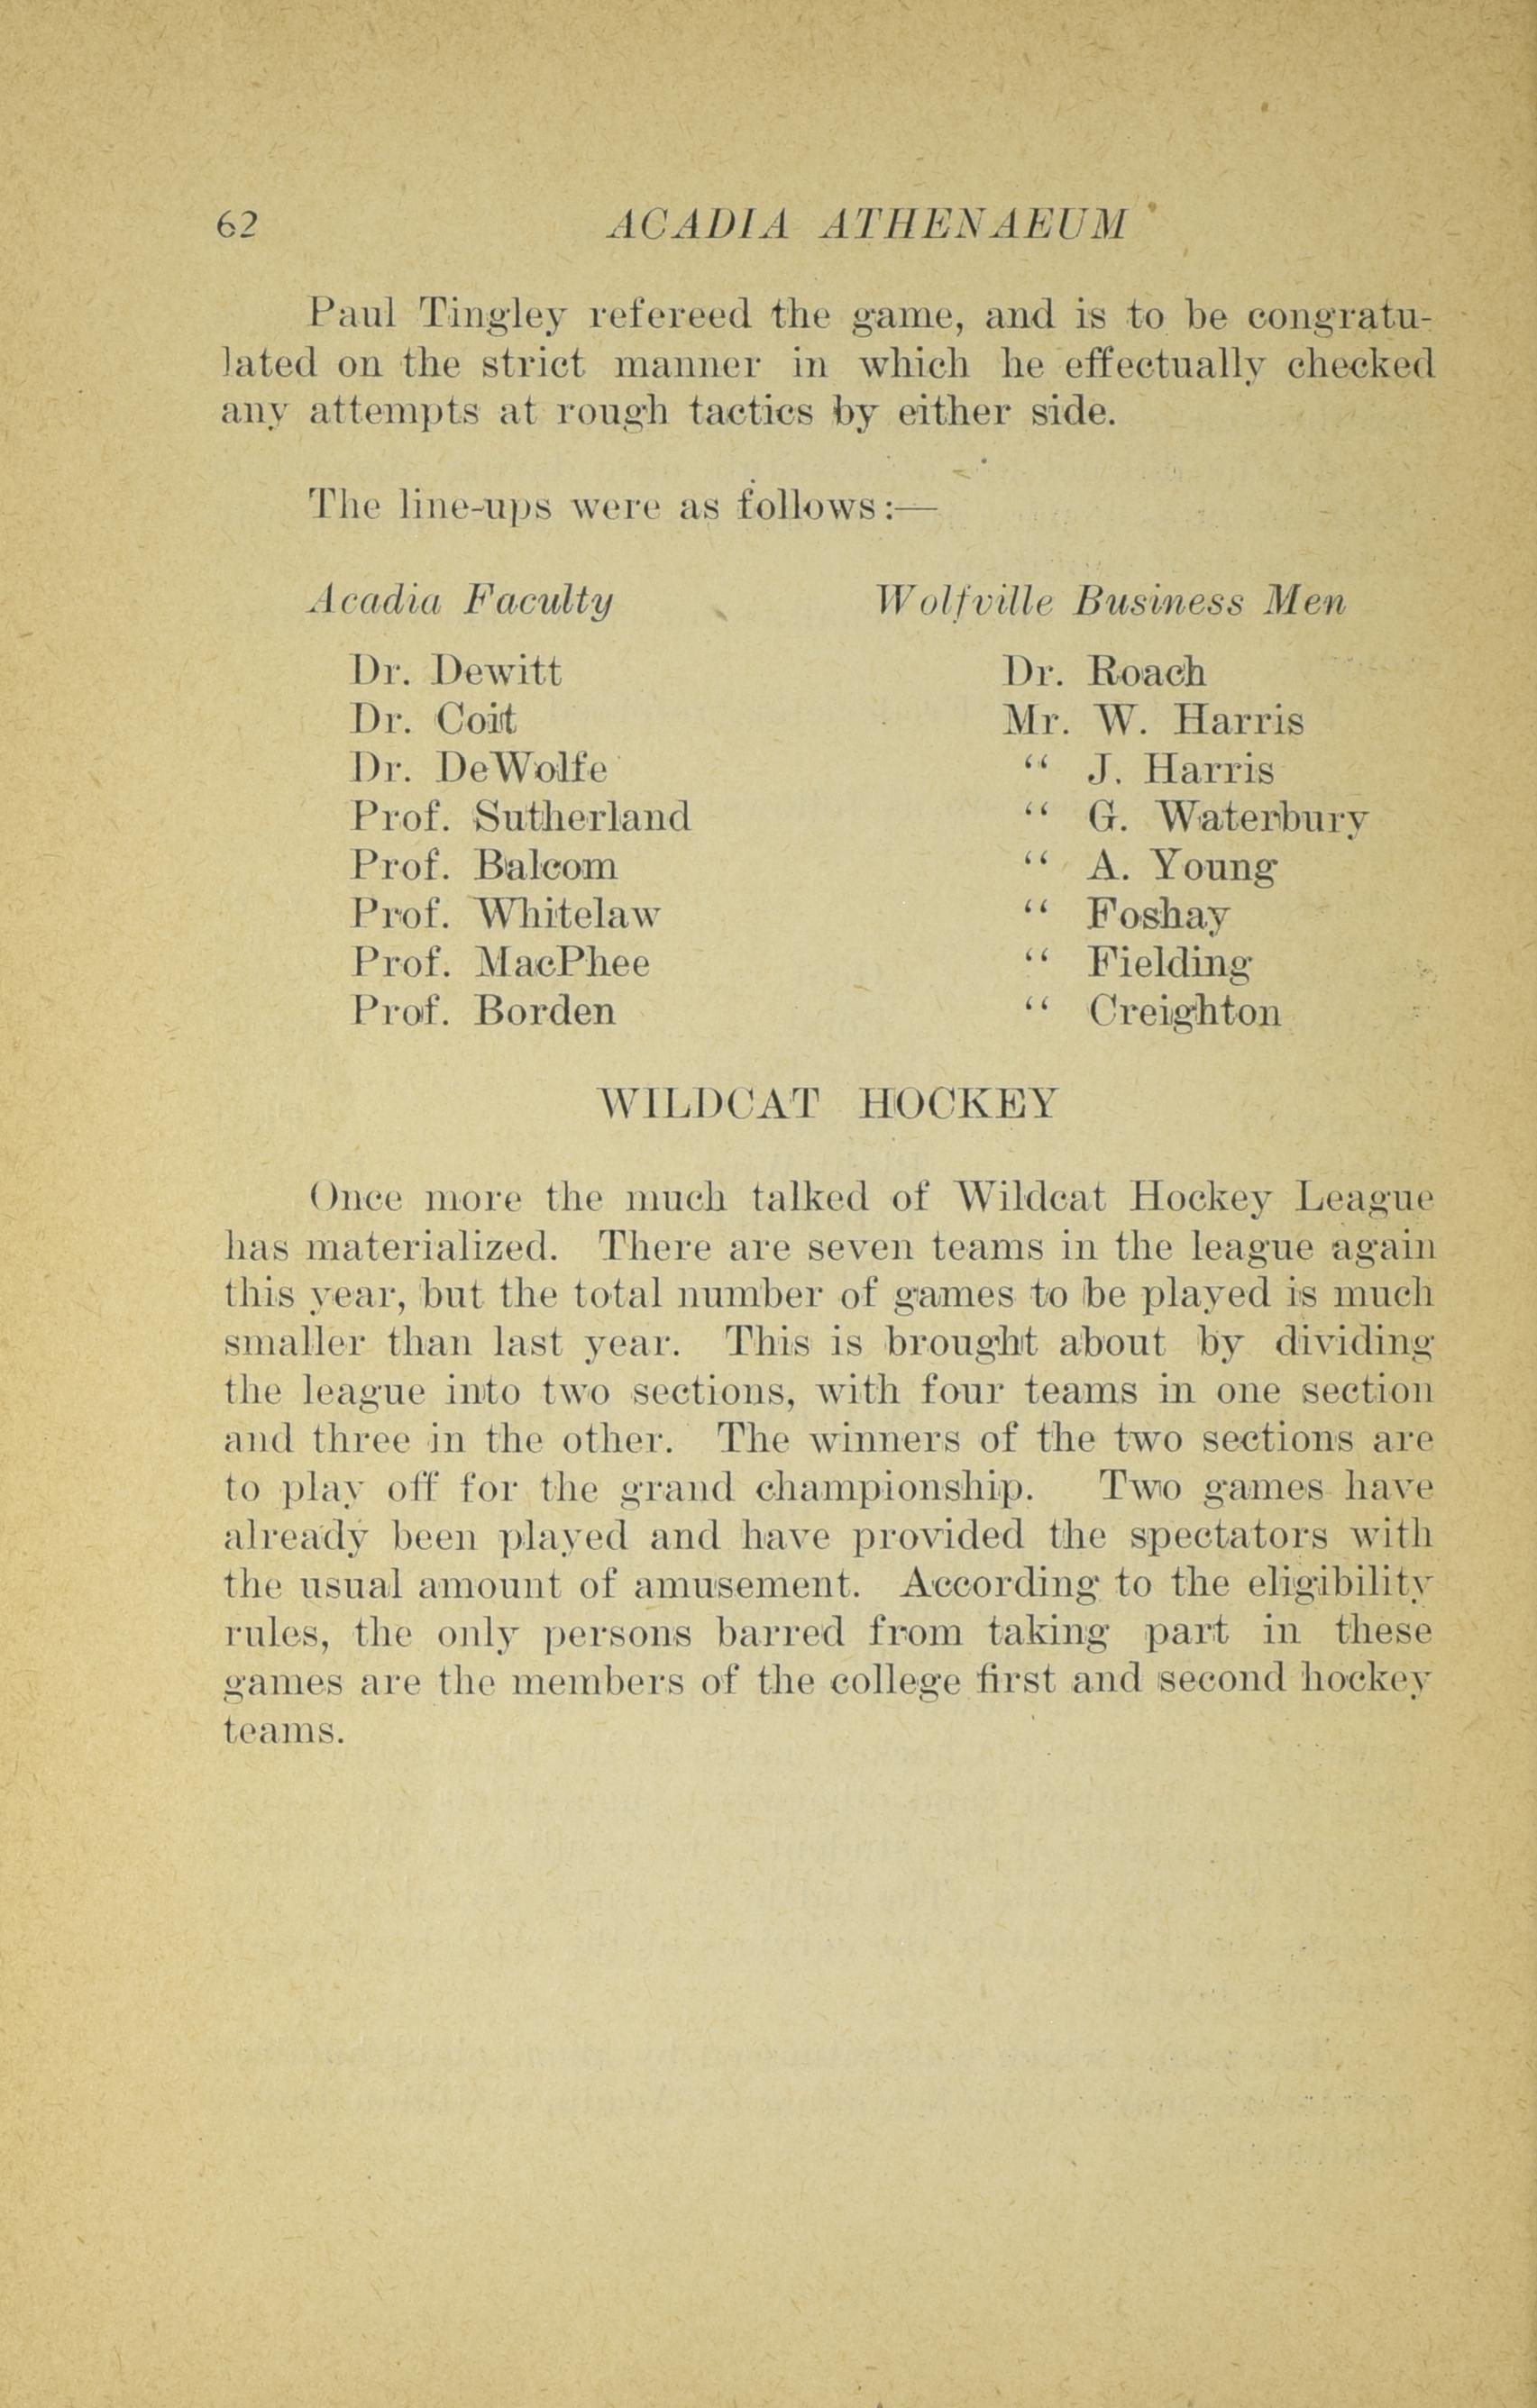 62 ACADIA ATHENAEUM
Paul Tingley refereed the game, and is to be congratu-
lated on the strict manner in which he effectually checked
any attempts at rough tactics by either side.
The line-ups were as follows:—
Acadia Faculty Wolfville Business Men
Dr. Dewitt Dr. Roach
Dr. Coit Mr. W. Harris
Dr. DeWolfe “ J. Harris
Prof. Sutherland “ G. Waterbury
Prof. Balcom “ A. Young
Prof. Whitelaw “ Foshay
Prof. MacPhee “ Fielding
Prof. Borden “ Creighton
WILDCAT HOCKEY
Once more the much talked of Wildcat Hockey League
has materialized. There are seven teams in the league again
this year, but the total number of games to be played is much
smaller than last year. This is brought about by dividing
the league into two sections, with four teams in one section
and three in the other. The winners of the two sections are
to play off for the grand championship. Two games have
already been played and have provided the spectators with
the usual amount of amusement. According to the eligibility
rules, the only persons barred from taking part in these
games are the members of the college first and second hockey
teams.